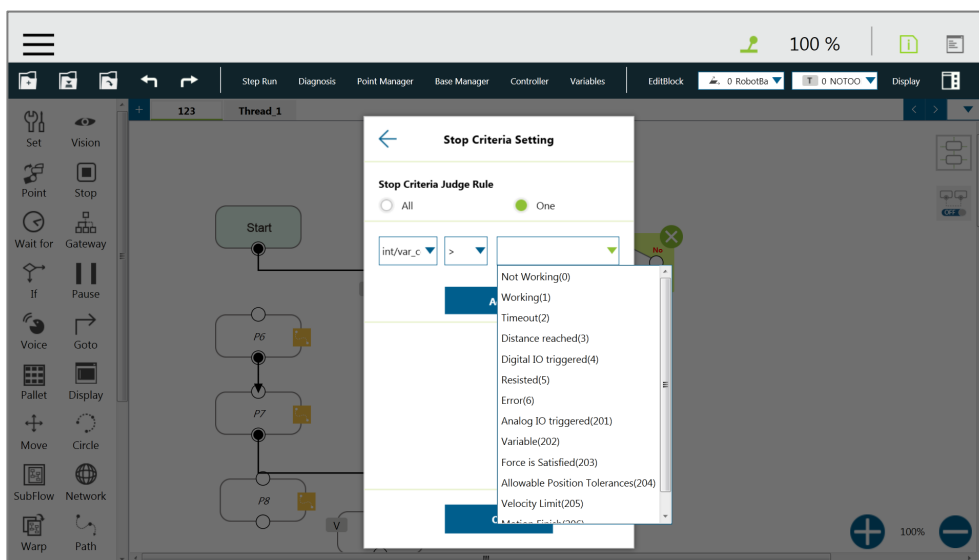 100 %
Step Run
Diagnosis
Point Manager
Base Manager
Controller
Variables
EditBlock
0 RobotBa
T 0 NOTOO
Display
123
Thread_1
Set
Vision
Point
Stop
Wait for
Gateway
If
Pause
Voice
Goto
Pallet
Display
Move
Circle
SubFlow
Network
Warp
Path
Start
P6
P7
P8
V
No
OFF
Stop Criteria Setting
Stop Criteria Judge Rule
All
One
int/var_c
>
A
Not Working(0)
Working(1)
Timeout(2)
Distance reached(3)
Digital IO triggered(4)
Resisted(5)
Error(6)
Analog IO triggered(201)
Variable(202)
Force is Satisfied(203)
Allowable Position Tolerances(204)
Velocity Limit(205)
Motion Finish(206)
100%